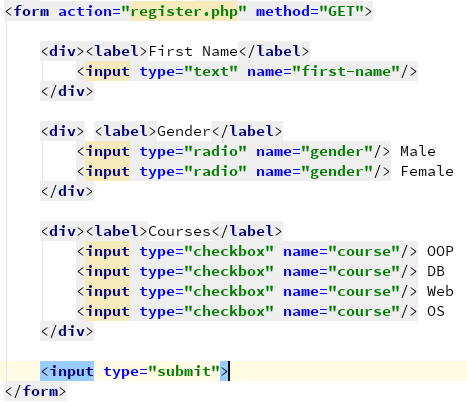 <form action="register.php" method="GET">
<div><label>First Name</label>
<input type="text" name="first-name"/>
</div>
<div> <label>Gender</label>
<input type="radio" name="gender"/> Male
<input type="radio" name="gender"/> Female
</div>
<div><label>Courses</label>
<input type="checkbox" name="course"/> OOP
<input type="checkbox" name="course"/> DB
<input type="checkbox" name="course"/> Web
<input type="checkbox" name="course"/> OS
</div>
<input type="submit">
</form>